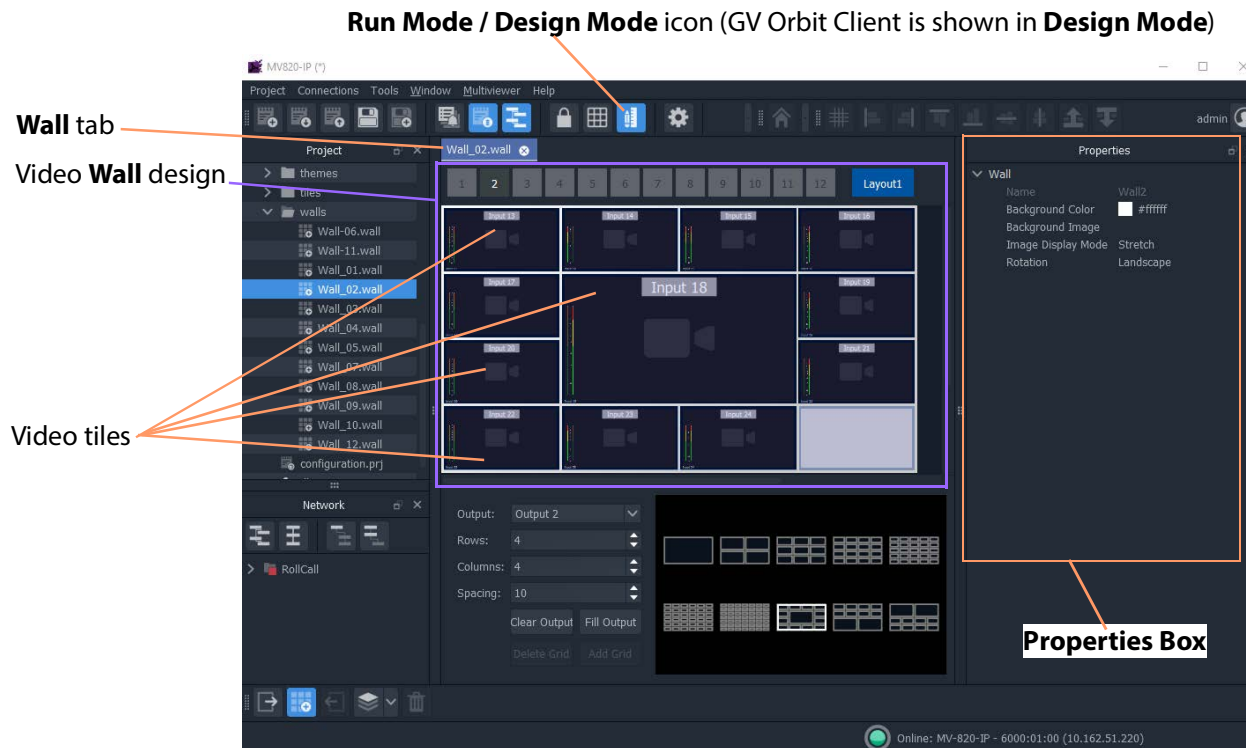 Run Mode / Design Mode icon (GV Orbit Client is shown in Design Mode)
MV820-IP (*)
Project Connections Tools Window Multiviewer Help
admin
Wall tab
Video Wall design
Video tiles
Project
themes
tiles
walls
Wall-06.wall
Wall-11.wall
Wall_01.wall
Wall_02.wall
Wall_03.wall
Wall_04.wall
Wall_05.wall
Wall_07.wall
Wall_08.wall
Wall_09.wall
Wall_10.wall
Wall_12.wall
configuration.prj
Network
RollCall
Wall_02.wall
1 2 3 4 5 6 7 8 9 10 11 12 Layout1
Input 13 Input 14 Input 15 Input 16
Input 17 Input 18 Input 19
Input 20 Input 21
Input 22 Input 23 Input 24
Output: Output 2
Rows: 4
Columns: 4
Spacing: 10
Clear Output Fill Output
Delete Grid Add Grid
Properties
Wall
Name Wall2
Background Color #ffffff
Background Image
Image Display Mode Stretch
Rotation Landscape
Properties Box
Online: MV-820-IP - 6000:01:00 (10.162.51.220)